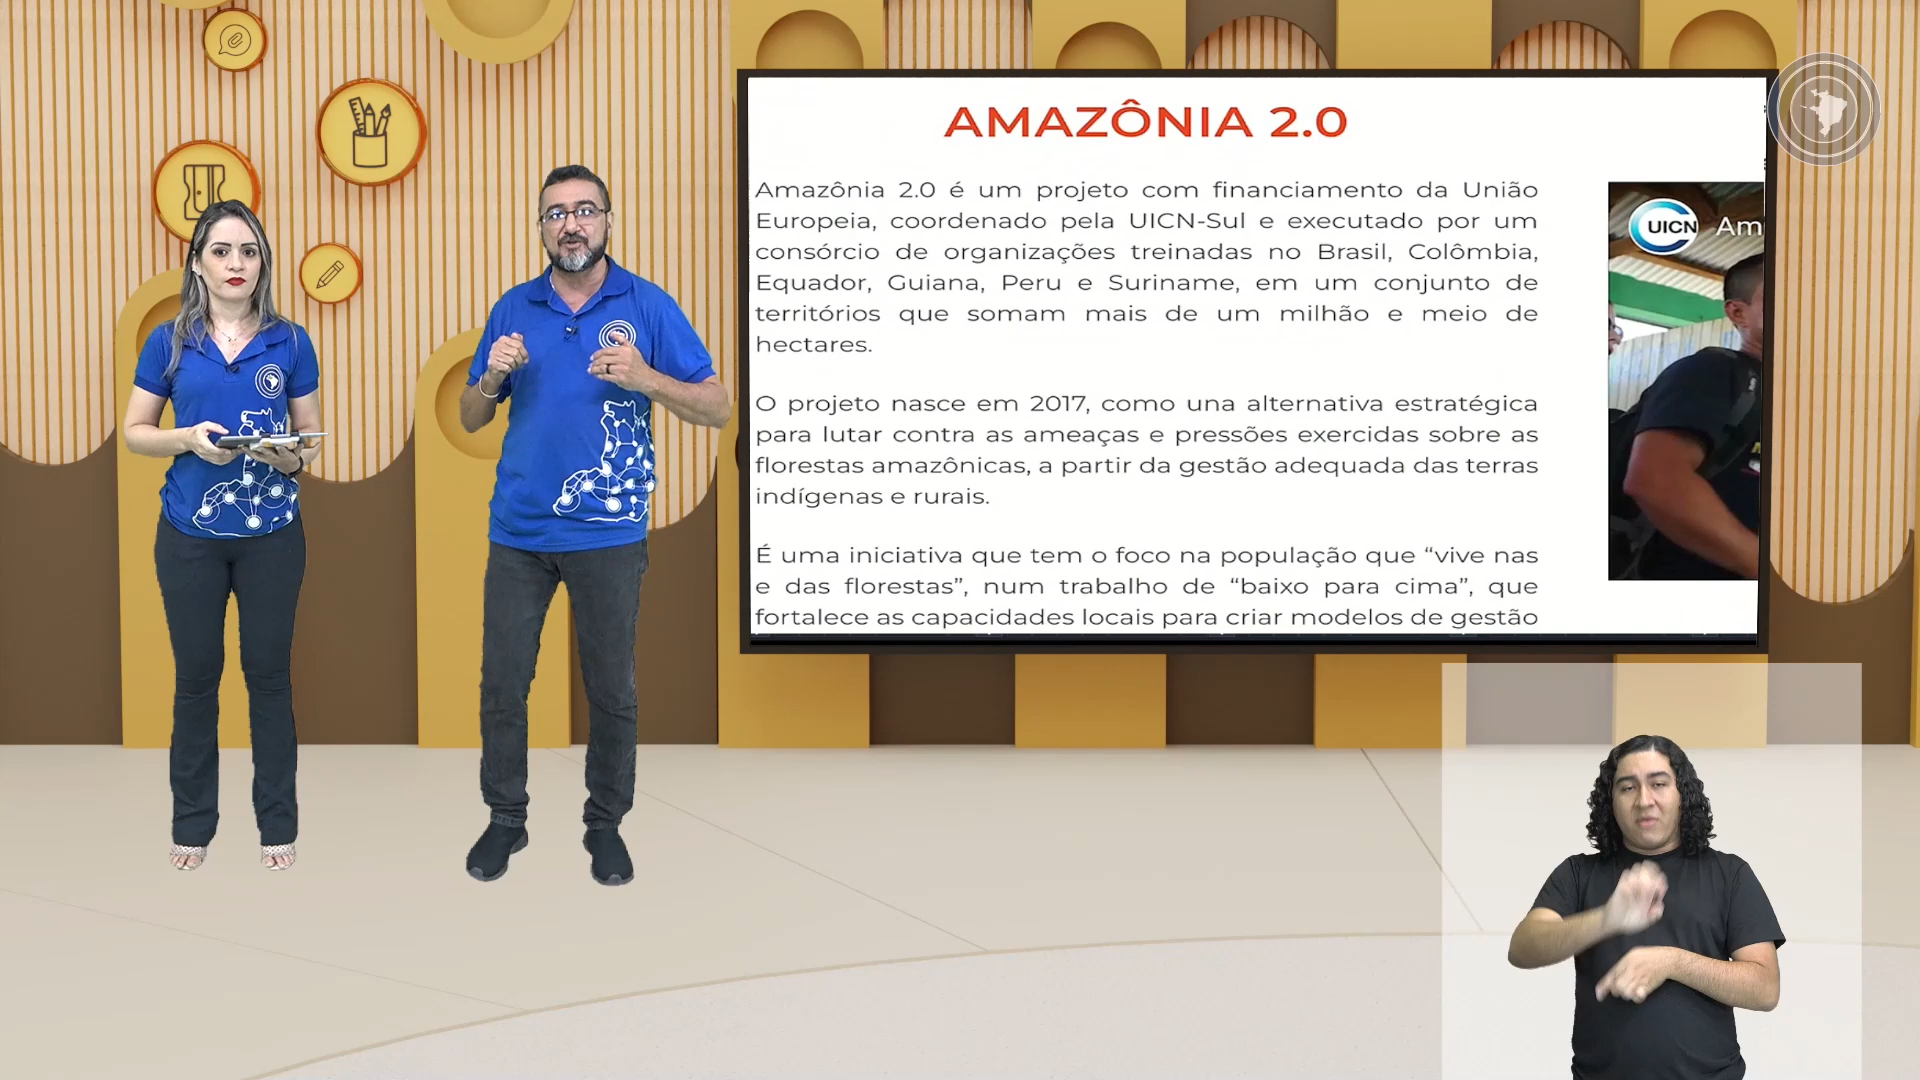 AMAZÔNIA 2.0
Amazônia 2.0 é um projeto com financiamento da União
Europeia, coordenado pela UICN-Sul e executado por um
consórcio de organizações treinadas no Brasil, Colômbia,
Equador, Guiana, Peru e Suriname, em um conjunto de
territórios que somam mais de um milhão e meio de
hectares.
O projeto nasce em 2017, como una alternativa estratégica
para lutar contra as ameaças e pressões exercidas sobre as
florestas amazônicas, a partir da gestão adequada das terras
indígenas e rurais.
É uma iniciativa que tem o foco na população que “vive nas
e das florestas”, num trabalho de “baixo para cima”, que
fortalece as capacidades locais para criar modelos de gestão
UICN Am